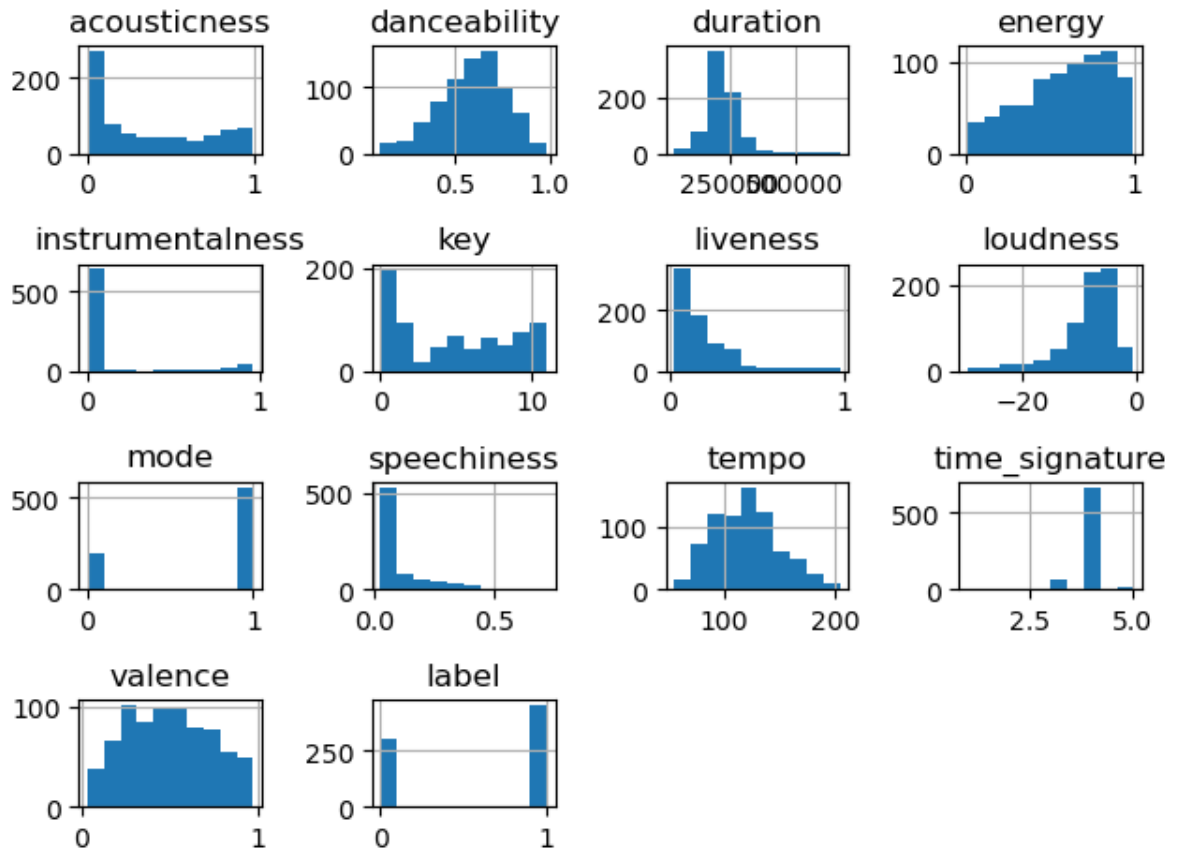 acousticness danceability duration energy
200 100 200 100
0 0 0 0
0 1 0.5 1.0 250000 500000 0 1
instrumentalness key liveness loudness
500 200 200 200
0 0 0 0
0 1 0 10 0 1 −20 0
mode speechiness tempo time_signature
500 500 100 500
0 0 0 0
0 1 0.0 0.5 100 200 2.5 5.0
valence label
100 250
0 0
0 1 0 1